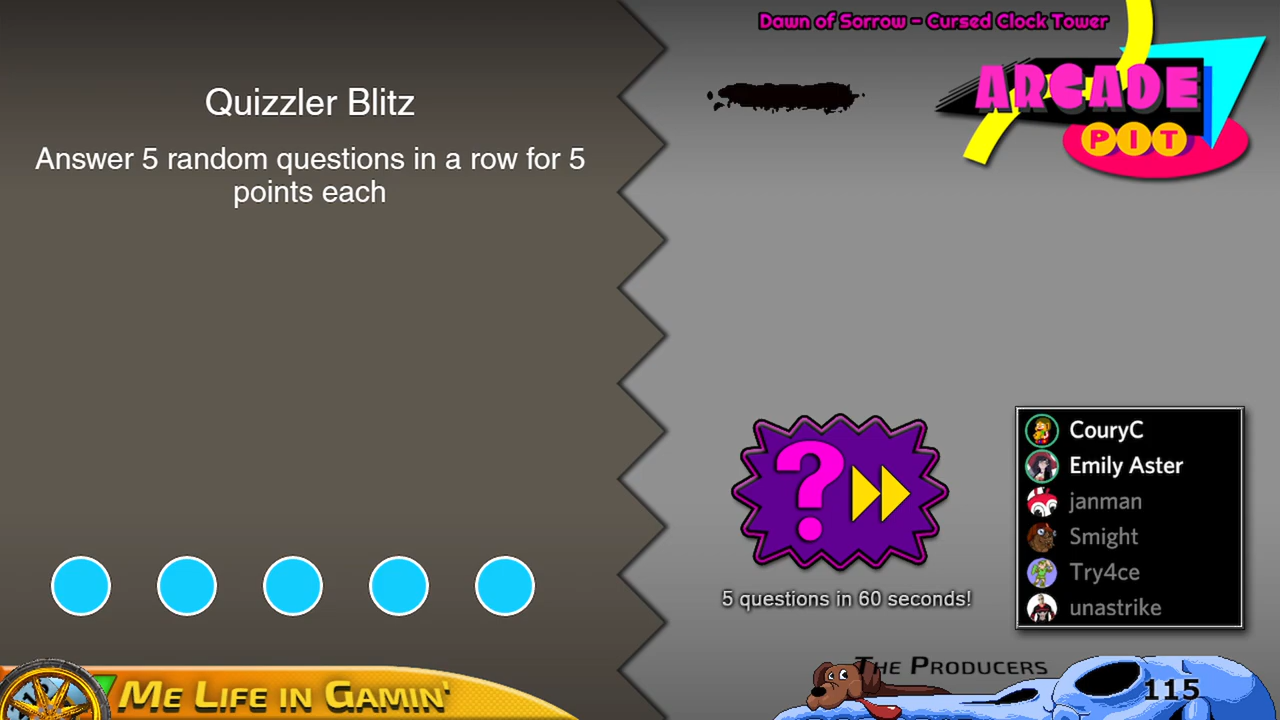 Dawn of Sorrow - Cursed Clock Tower
ARCADE
PIT
Quizzler Blitz
Answer 5 random questions in a row for 5
points each
?
5 questions in 60 seconds!
CouryC
Emily Aster
janman
Smight
Try4ce
unastrike
ME LIFE IN GAMIN'
THE PRODUCERS
115